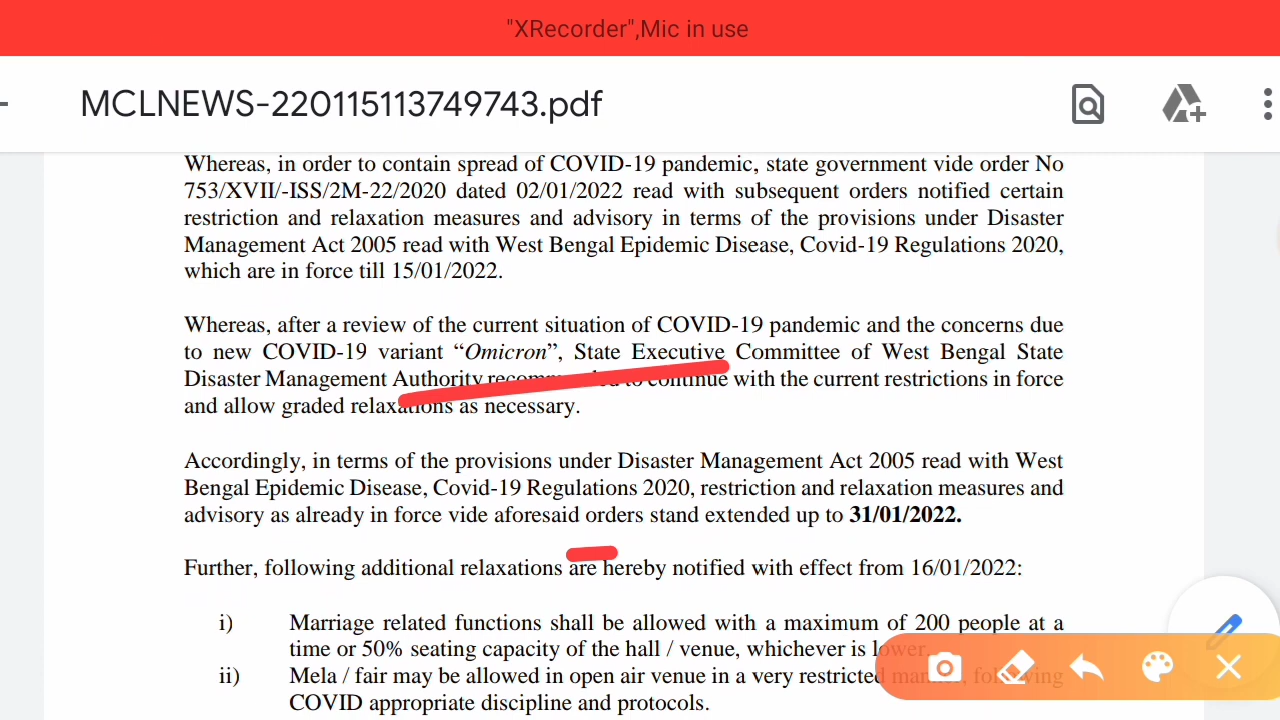 "XRecorder",Mic in use
MCLNEWS-220115113749743.pdf
Whereas, in order to contain spread of COVID-19 pandemic, state government vide order No
753/XVII/-ISS/2M-22/2020 dated 02/01/2022 read with subsequent orders notified certain
restriction and relaxation measures and advisory in terms of the provisions under Disaster
Management Act 2005 read with West Bengal Epidemic Disease, Covid-19 Regulations 2020,
which are in force till 15/01/2022.
Whereas, after a review of the current situation of COVID-19 pandemic and the concerns due
to new COVID-19 variant “Omicron”, State Executive Committee of West Bengal State
Disaster Management Authority recommended to continue with the current restrictions in force
and allow graded relaxations as necessary.
Accordingly, in terms of the provisions under Disaster Management Act 2005 read with West
Bengal Epidemic Disease, Covid-19 Regulations 2020, restriction and relaxation measures and
advisory as already in force vide aforesaid orders stand extended up to 31/01/2022.
Further, following additional relaxations are hereby notified with effect from 16/01/2022:
i) Marriage related functions shall be allowed with a maximum of 200 people at a
time or 50% seating capacity of the hall / venue, whichever is lower.
ii) Mela / fair may be allowed in open air venue in a very restricted manner, following
COVID appropriate discipline and protocols.